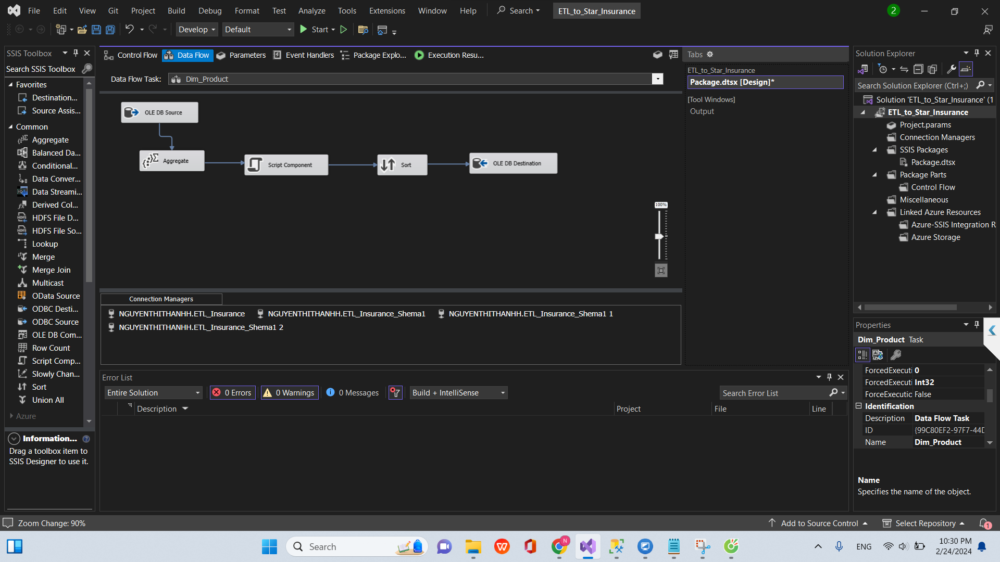 File Edit View Git Project Build Debug Format Test Analyze Tools Extensions Window Help Search ETL_to_Star_Insurance 2
Develop Default Start
SSIS Toolbox
Search SSIS Toolbox
Favorites
Destination...
Source Assis...
Common
Aggregate
Balanced Da...
Conditional...
Data Conver...
Data Streami...
Derived Col...
HDFS File D...
HDFS File So...
Lookup
Merge
Merge Join
Multicast
OData Source
ODBC Desti...
ODBC Source
OLE DB Com...
Row Count
Script Comp...
Slowly Chan...
Sort
Union All
Azure
Information...
Drag a toolbox item to
SSIS Designer to use it.
Control Flow Data Flow Parameters Event Handlers Package Explo... Execution Resu...
Data Flow Task: Dim_Product
OLE DB Source
Aggregate
Script Component
Sort
OLE DB Destination
100%
Connection Managers
NGUYENTHITHANHH.ETL_Insurance NGUYENTHITHANHH.ETL_Insurance_Shema1 NGUYENTHITHANHH.ETL_Insurance_Shema1 1
NGUYENTHITHANHH.ETL_Insurance_Shema1 2
Tabs
ETL_to_Star_Insurance
Package.dtsx [Design]*
[Tool Windows]
Output
Error List
Entire Solution 0 Errors 0 Warnings 0 Messages Build + IntelliSense Search Error List
Description Project File Line
Solution Explorer
Search Solution Explorer (Ctrl+;)
Solution 'ETL_to_Star_Insurance' (1
ETL_to_Star_Insurance
Project.params
Connection Managers
SSIS Packages
Package.dtsx
Package Parts
Control Flow
Miscellaneous
Linked Azure Resources
Azure-SSIS Integration R
Azure Storage
Properties
Dim_Product Task
ForcedExecuti 0
ForcedExecuti Int32
ForceExecutio False
Identification
Description Data Flow Task
ID {99C80EF2-97F7-44D
Name Dim_Product
Name
Specifies the name of the object.
Zoom Change: 90% Add to Source Control Select Repository 1
Search N ENG 10:30 PM
2/24/2024